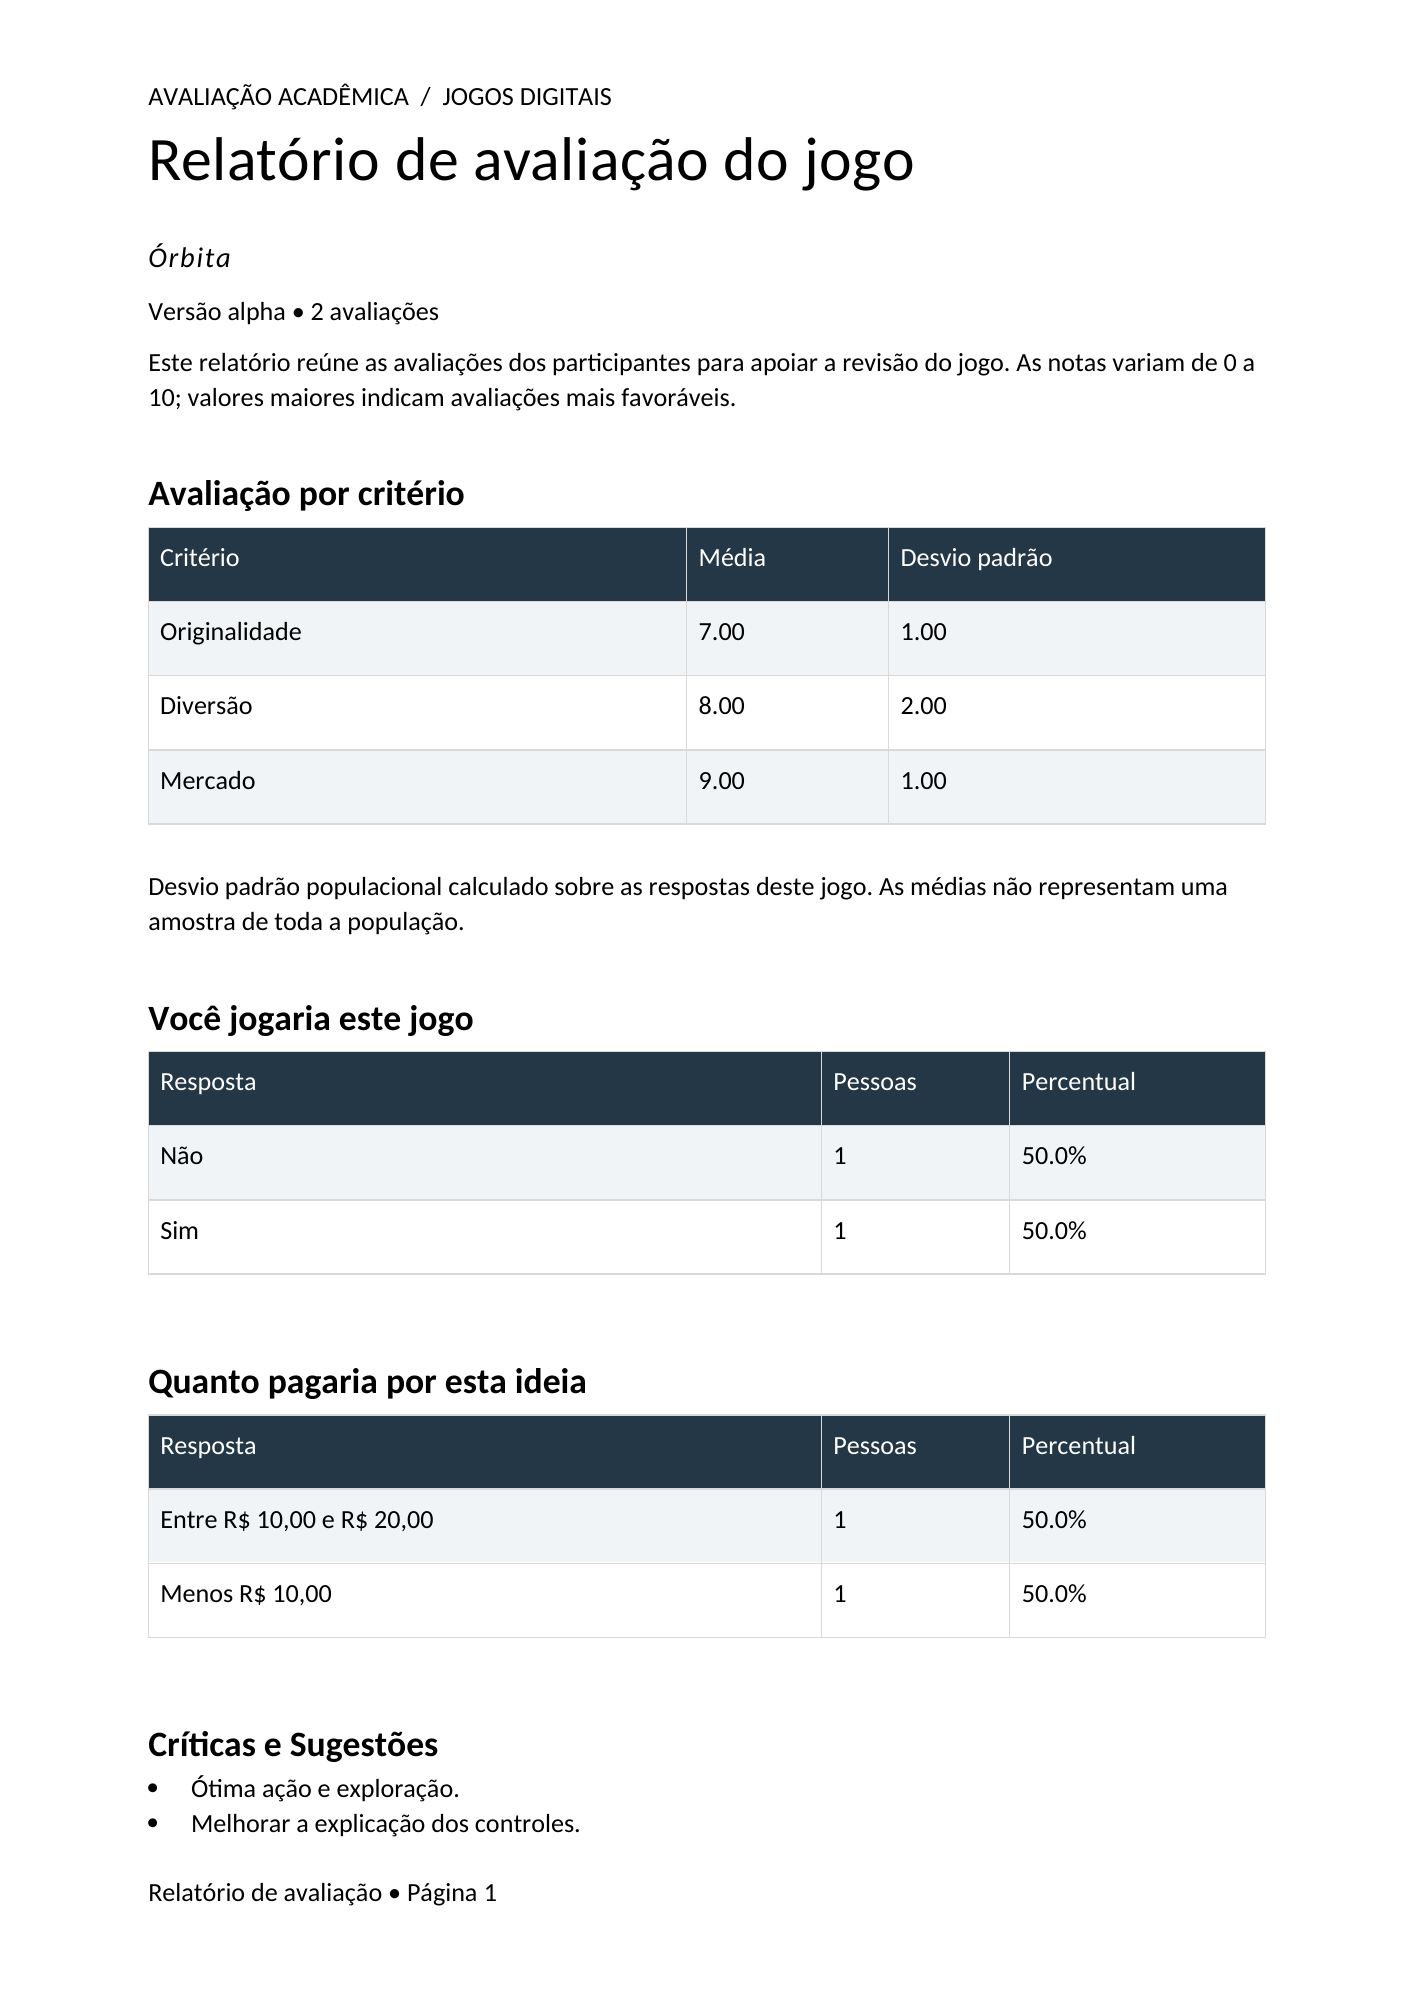 AVALIAÇÃO ACADÊMICA / JOGOS DIGITAIS
Relatório de avaliação do jogo
Órbita
Versão alpha • 2 avaliações
Este relatório reúne as avaliações dos participantes para apoiar a revisão do jogo. As notas variam de 0 a
10; valores maiores indicam avaliações mais favoráveis.
Avaliação por critério
Critério Média Desvio padrão
Originalidade 7.00 1.00
Diversão 8.00 2.00
Mercado 9.00 1.00
Desvio padrão populacional calculado sobre as respostas deste jogo. As médias não representam uma
amostra de toda a população.
Você jogaria este jogo
Resposta Pessoas Percentual
Não 1 50.0%
Sim 1 50.0%
Quanto pagaria por esta ideia
Resposta Pessoas Percentual
Entre R$ 10,00 e R$ 20,00 1 50.0%
Menos R$ 10,00 1 50.0%
Críticas e Sugestões
• Ótima ação e exploração.
• Melhorar a explicação dos controles.
Relatório de avaliação • Página 1